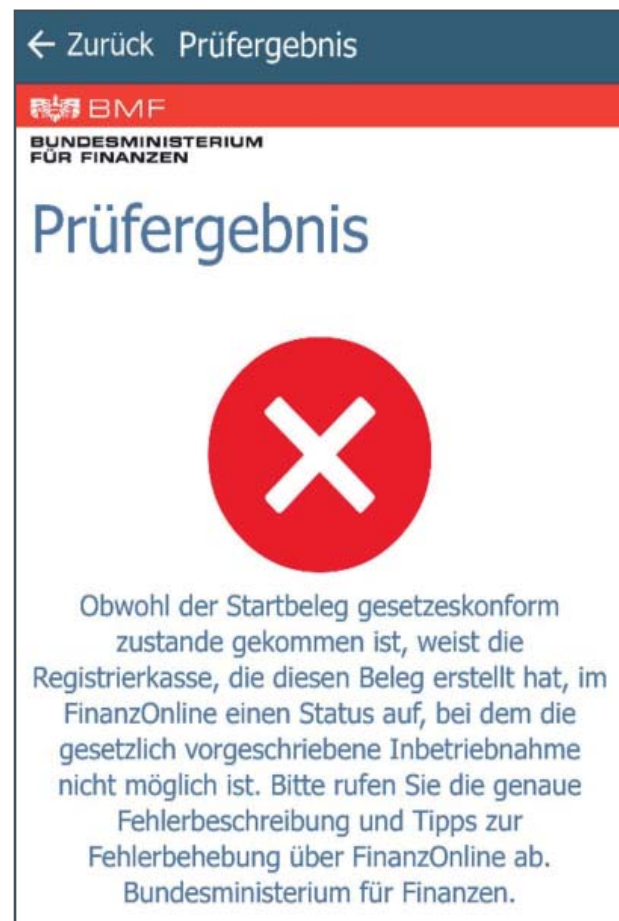 ← Zurück Prüfergebnis
BMF
BUNDESMINISTERIUM
FÜR FINANZEN
Prüfergebnis
Obwohl der Startbeleg gesetzeskonform
zustande gekommen ist, weist die
Registrierkasse, die diesen Beleg erstellt hat, im
FinanzOnline einen Status auf, bei dem die
gesetzlich vorgeschriebene Inbetriebnahme
nicht möglich ist. Bitte rufen Sie die genaue
Fehlerbeschreibung und Tipps zur
Fehlerbehebung über FinanzOnline ab.
Bundesministerium für Finanzen.